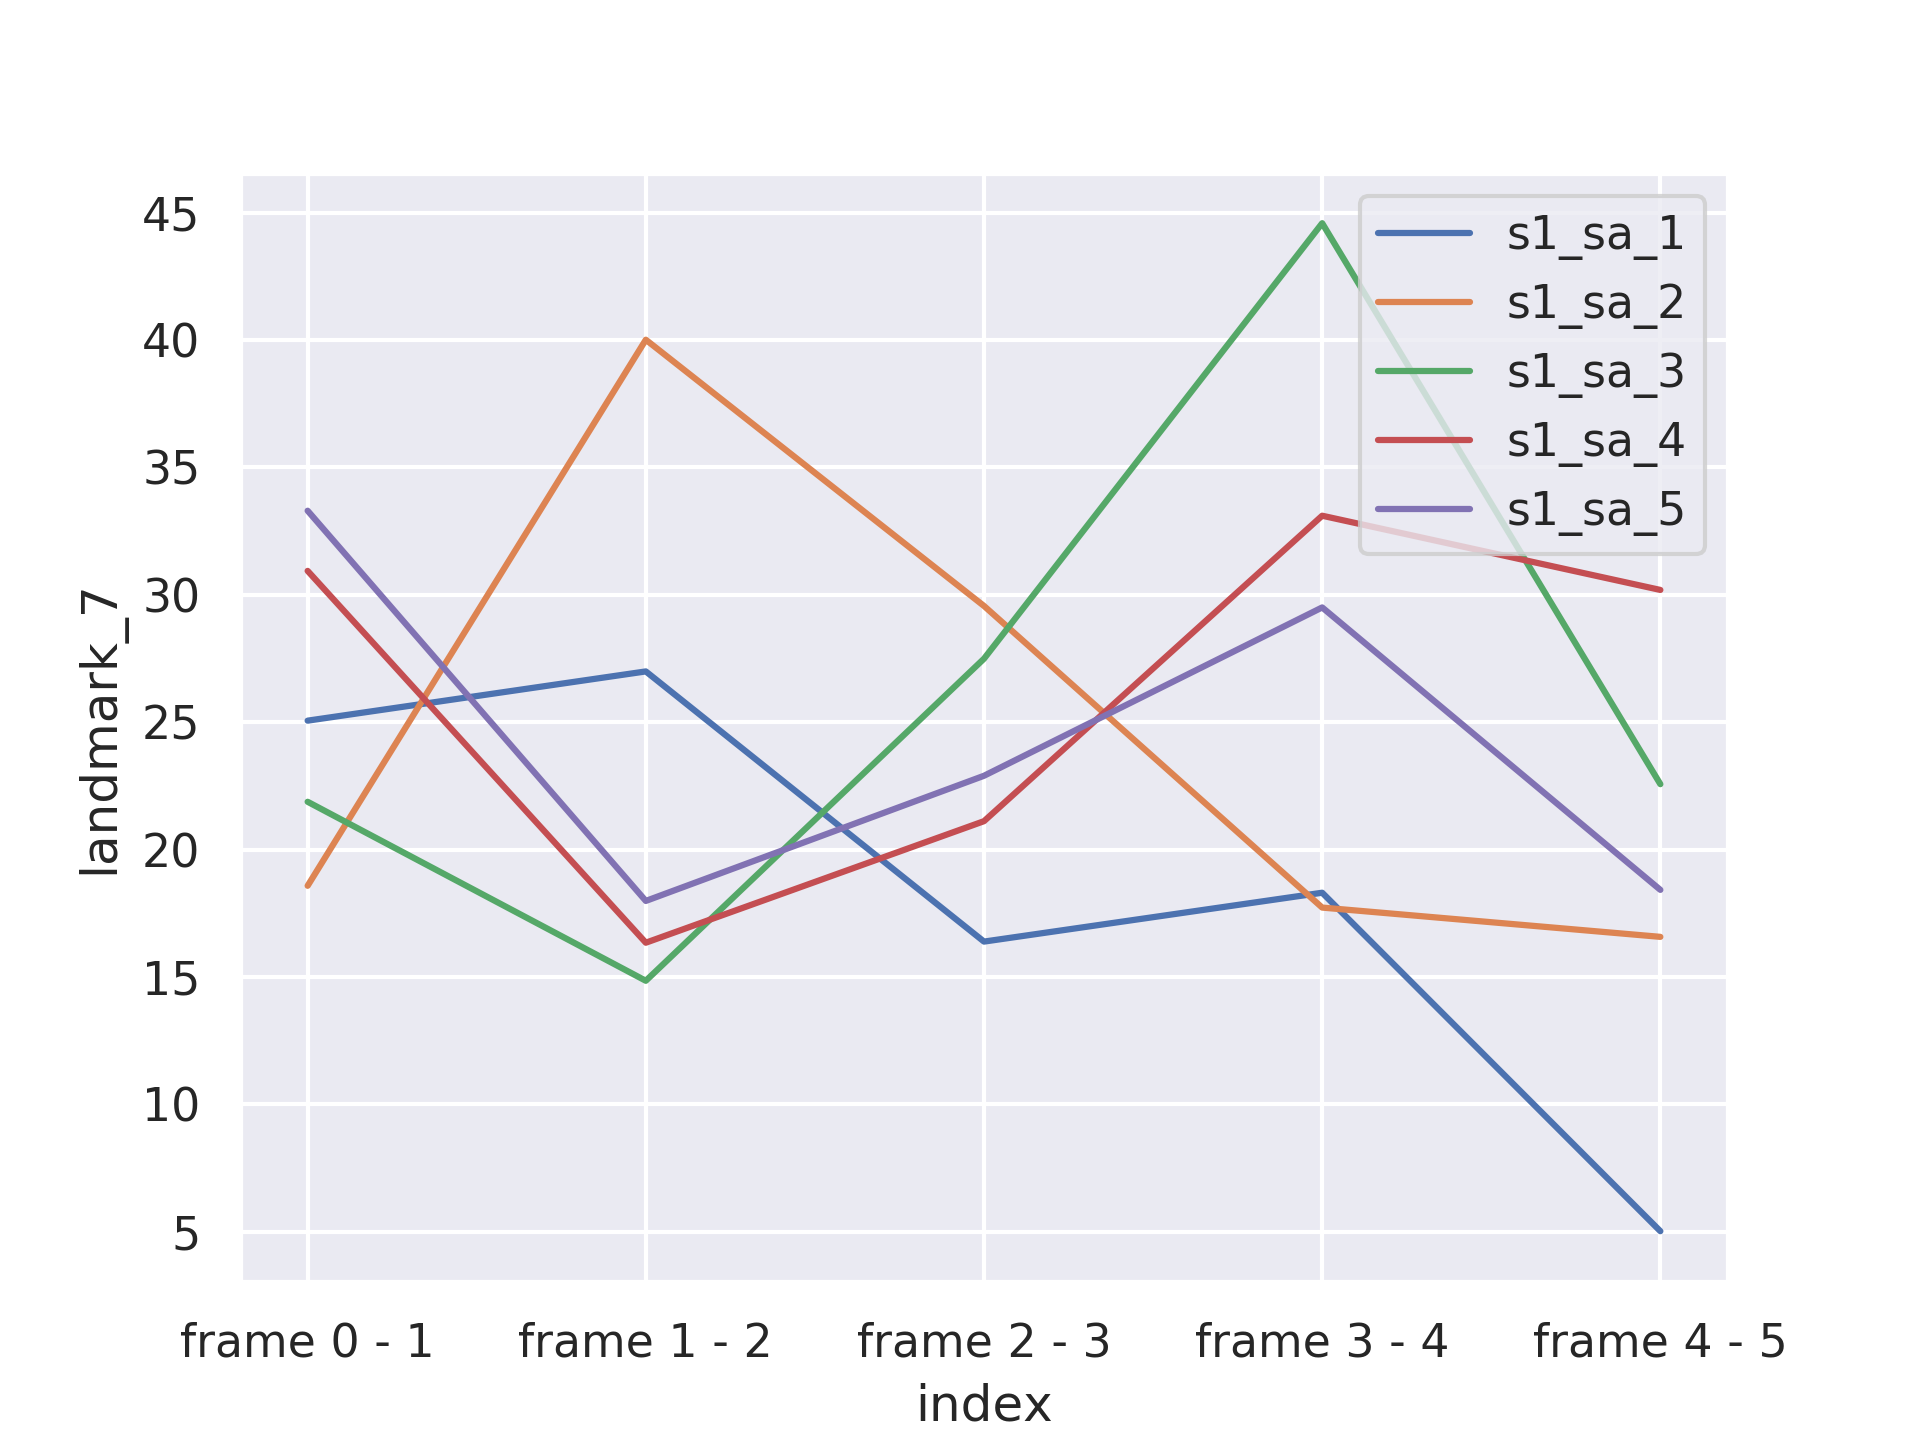 45
40
35
30
25
20
15
10
5
landmark_7
s1_sa_1
s1_sa_2
s1_sa_3
s1_sa_4
s1_sa_5
frame 0 - 1 frame 1 - 2 frame 2 - 3 frame 3 - 4 frame 4 - 5
index